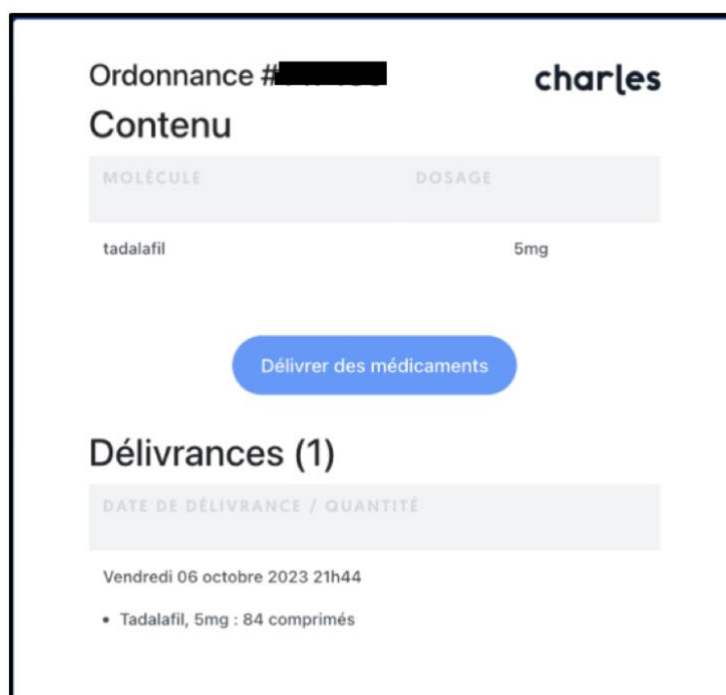 Ordonnance #
charles
Contenu
MOLÉCULE DOSAGE
tadalafil 5mg
Délivrer des médicaments
Délivrances (1)
DATE DE DÉLIVRANCE / QUANTITÉ
Vendredi 06 octobre 2023 21h44
• Tadalafil, 5mg : 84 comprimés